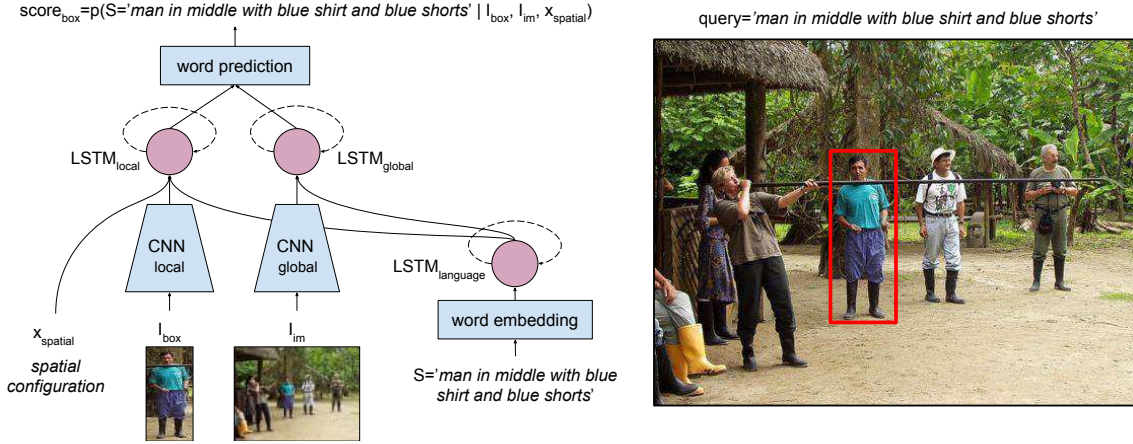 score_box=p(S='man in middle with blue shirt and blue shorts' | I_box, I_im, x_spatial)
word prediction
LSTM_local
LSTM_global
CNN
local
CNN
global
LSTM_language
word embedding
x_spatial
spatial
configuration
I_box
I_im
S='man in middle with blue
shirt and blue shorts'
query='man in middle with blue shirt and blue shorts'